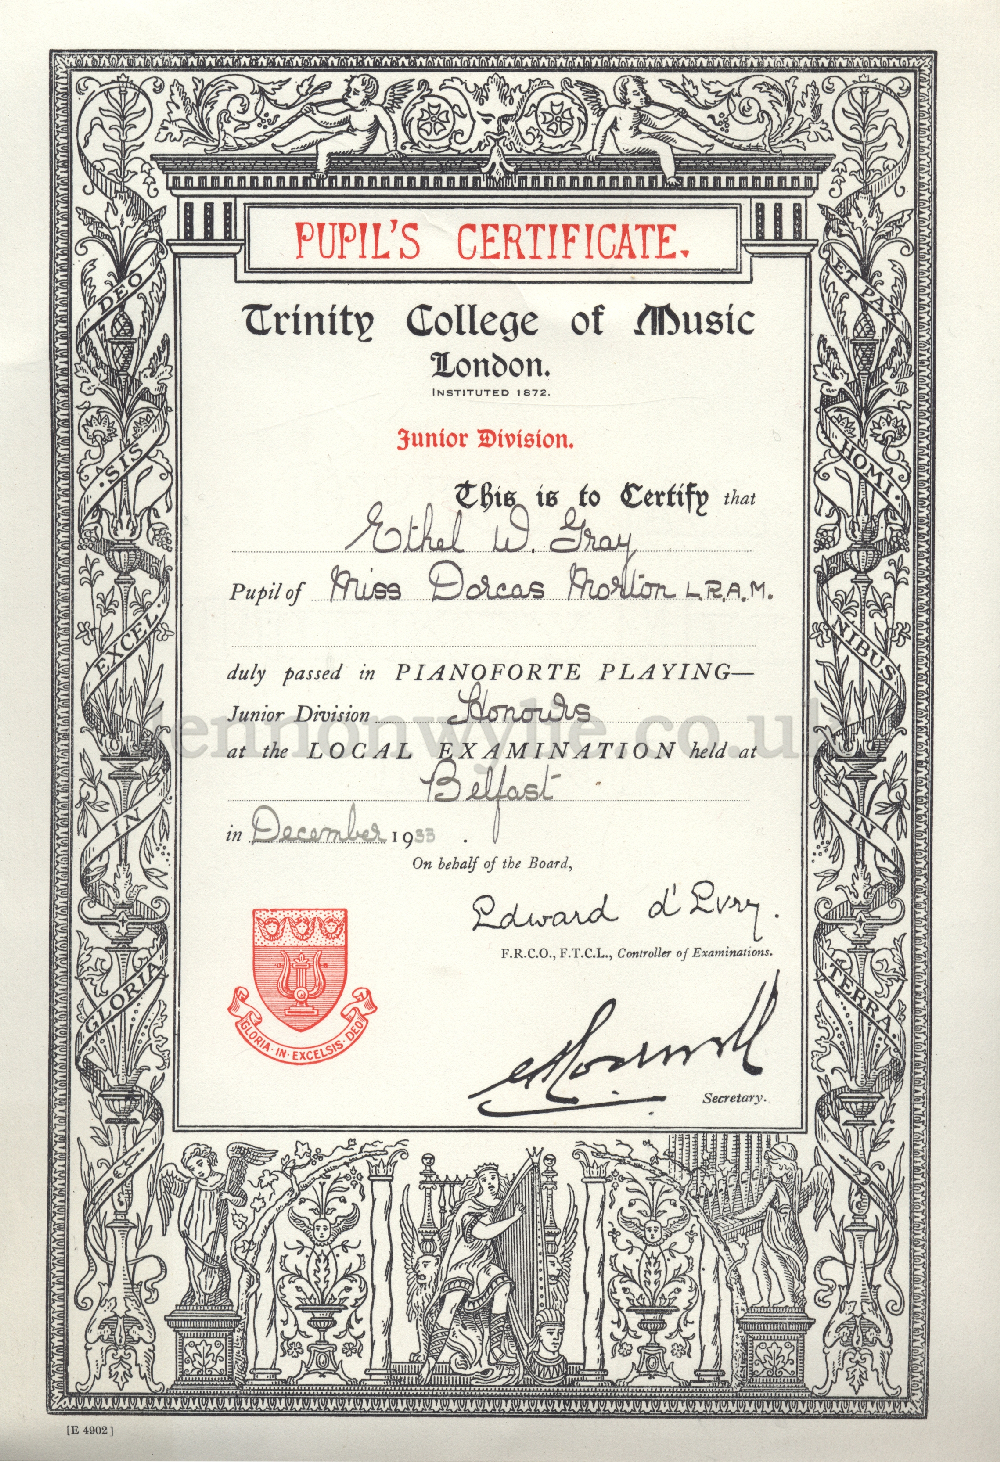 PUPIL'S CERTIFICATE.
Trinity College of Music
London.
INSTITUTED 1872.
Junior Division.
This is to Certify that
Ethel W. Gray
Pupil of Miss Dorcas Morton L.R.A.M.
duly passed in PIANOFORTE PLAYING—
Junior Division Honours
at the LOCAL EXAMINATION held at
Belfast
in December 1933.
On behalf of the Board,
Edward d'Evry.
F.R.C.O., F.T.C.L., Controller of Examinations.
Secretary.
GLORIA · IN · EXCELSIS · DEO
GLORIA
IN
EXCEL
·SIS·
DEO
ET PAX
HOMI
NIBUS
IN
TERRA
lennonwylie.co.uk
[E 4902]